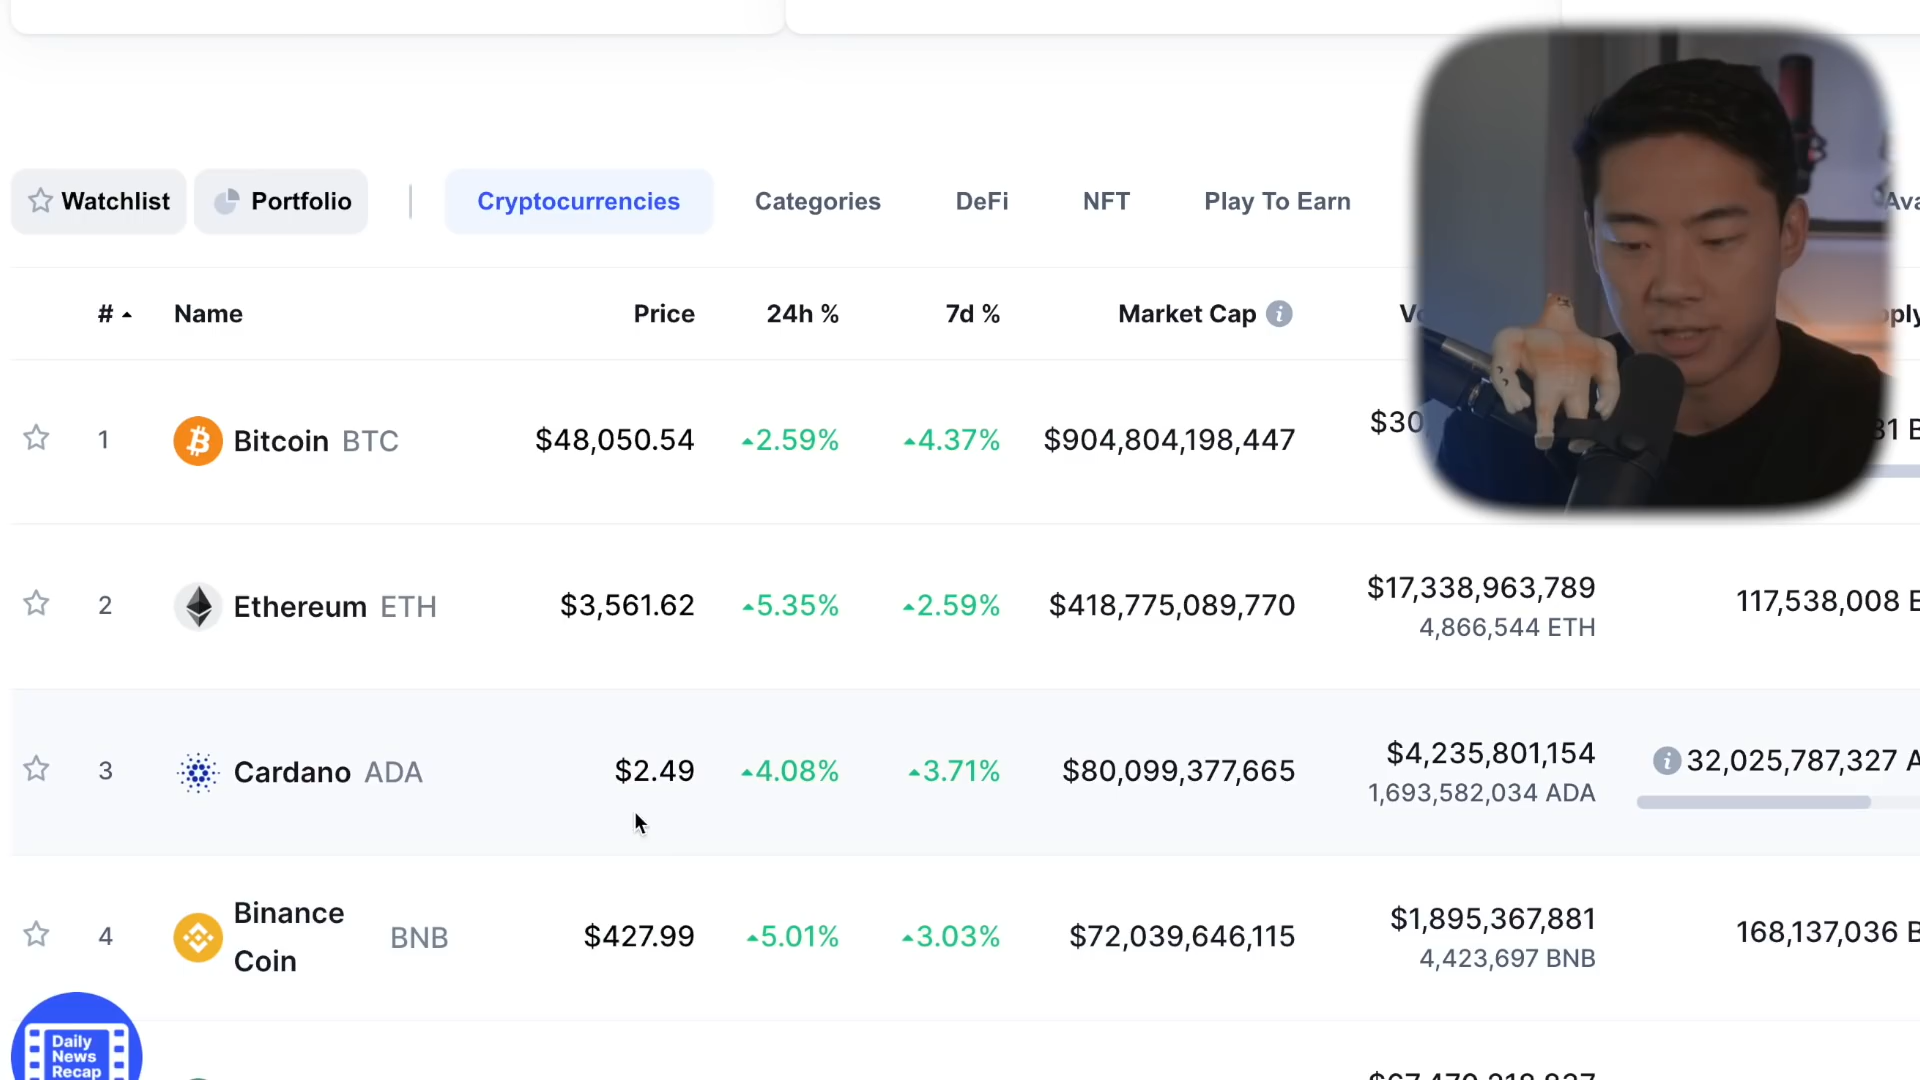 Watchlist Portfolio Cryptocurrencies Categories DeFi NFT Play To Earn
# Name Price 24h % 7d % Market Cap
1 Bitcoin BTC $48,050.54 2.59% 4.37% $904,804,198,447
2 Ethereum ETH $3,561.62 5.35% 2.59% $418,775,089,770 $17,338,963,789 117,538,008
4,866,544 ETH
3 Cardano ADA $2.49 4.08% 3.71% $80,099,377,665 $4,235,801,154 32,025,787,327
1,693,582,034 ADA
4 Binance Coin BNB $427.99 5.01% 3.03% $72,039,646,115 $1,895,367,881 168,137,036
4,423,697 BNB
Daily
News
Recap